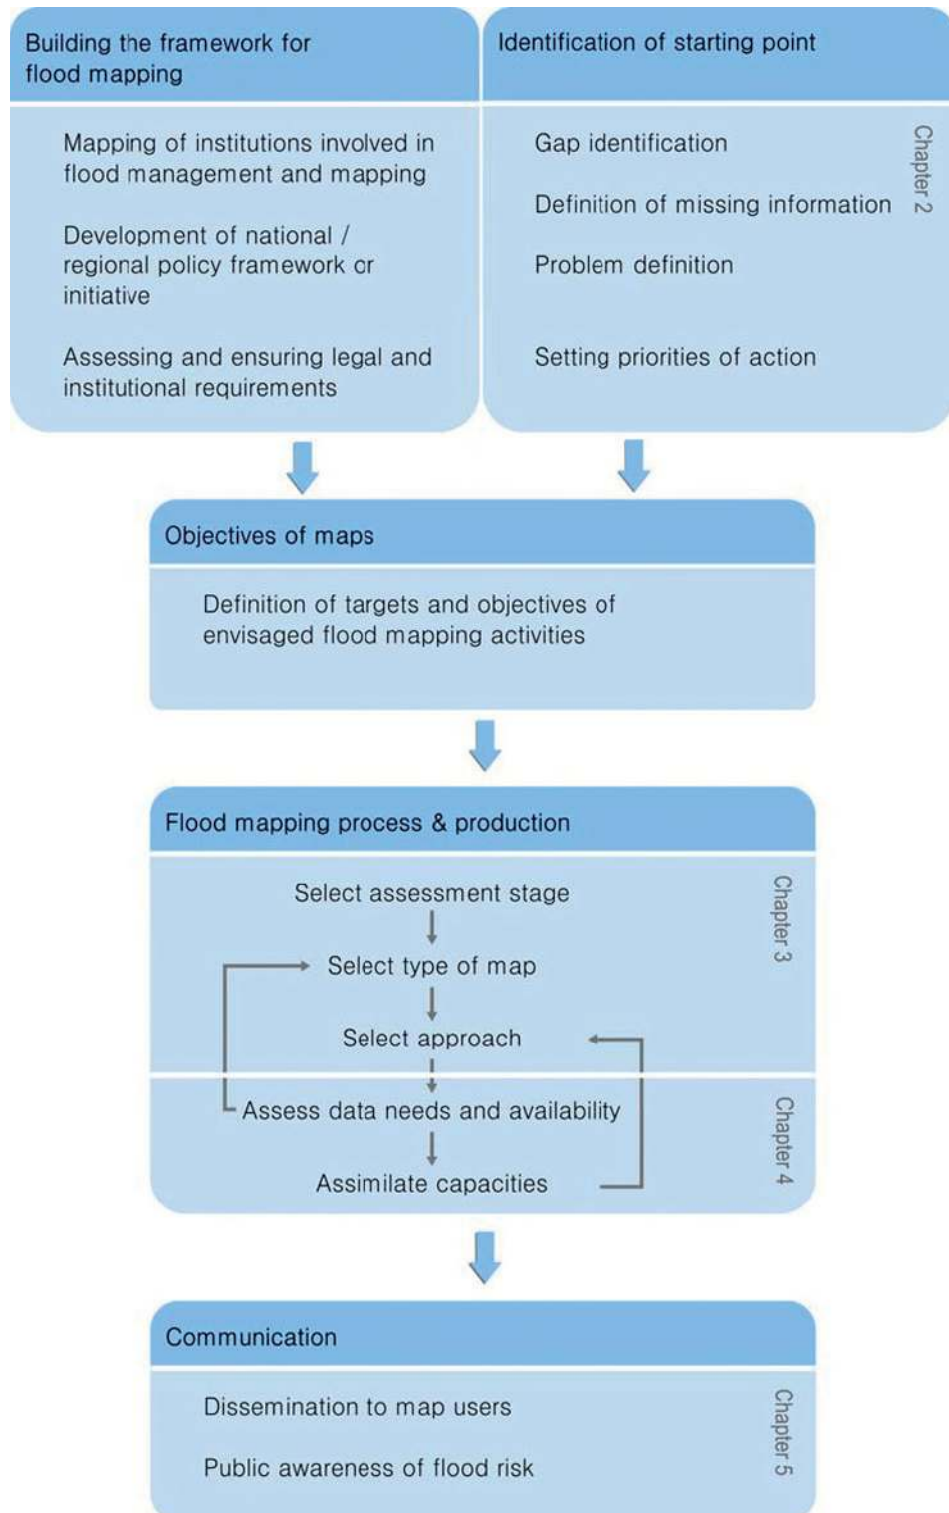 Building the framework for
flood mapping
Mapping of institutions involved in
flood management and mapping
Development of national /
regional policy framework or
initiative
Assessing and ensuring legal and
institutional requirements
Identification of starting point
Gap identification
Definition of missing information
Problem definition
Setting priorities of action
Chapter 2
Objectives of maps
Definition of targets and objectives of
envisaged flood mapping activities
Flood mapping process & production
Select assessment stage
Select type of map
Select approach
Chapter 3
Assess data needs and availability
Assimilate capacities
Chapter 4
Communication
Dissemination to map users
Public awareness of flood risk
Chapter 5